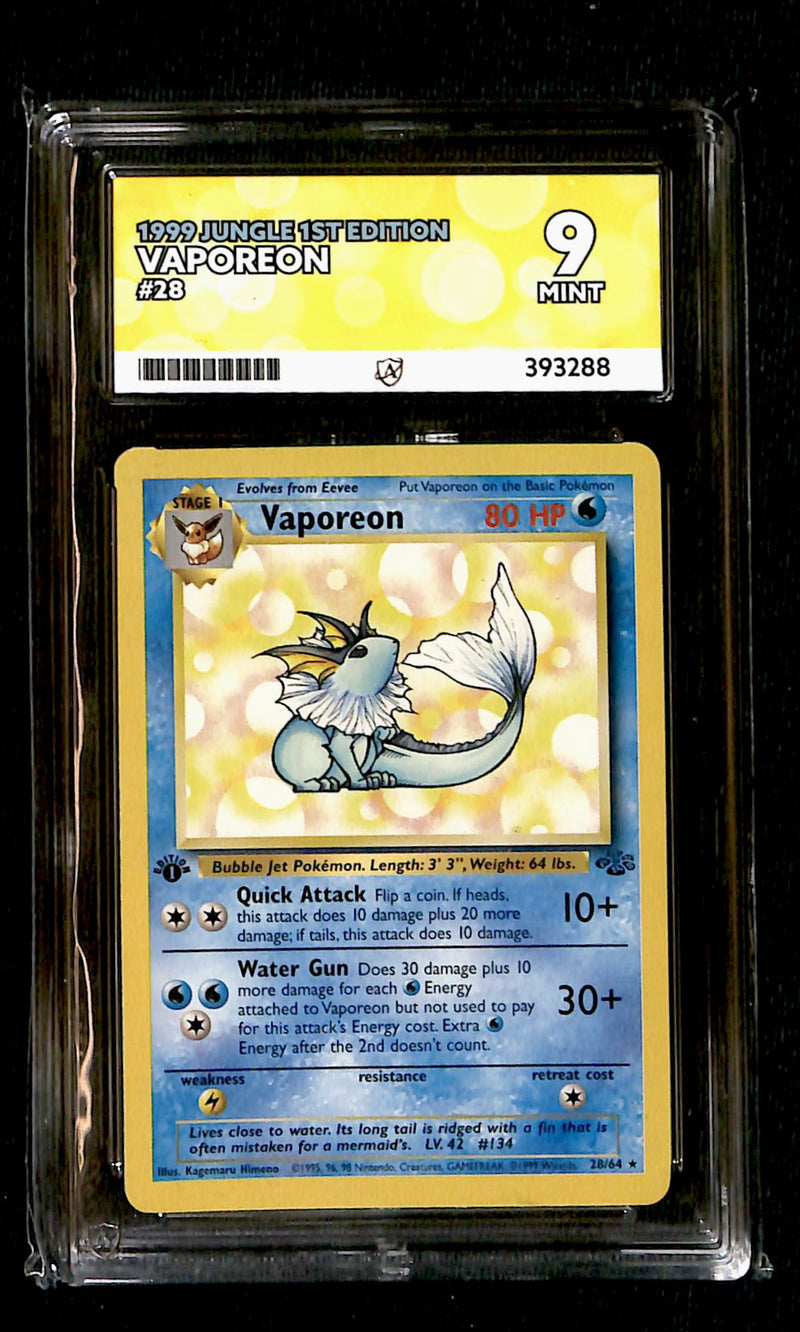 1999 JUNGLE 1ST EDITION
VAPOREON
#28
9
MINT
393288
Evolves from Eevee
Put Vaporeon on the Basic Pokémon
STAGE 1
Vaporeon
80 HP
EDITION
1
Bubble Jet Pokémon. Length: 3' 3", Weight: 64 lbs.
Quick Attack Flip a coin. If heads,
this attack does 10 damage plus 20 more
damage; if tails, this attack does 10 damage.
10+
Water Gun Does 30 damage plus 10
more damage for each Energy
attached to Vaporeon but not used to pay
for this attack's Energy cost. Extra
Energy after the 2nd doesn't count.
30+
weakness
resistance
retreat cost
Lives close to water. Its long tail is ridged with a fin that is
often mistaken for a mermaid's. LV. 42 #134
Illus. Kagemaru Himeno ©1995, 96, 98 Nintendo, Creatures, GAMEFREAK. ©1999 Wizards. 28/64 ★